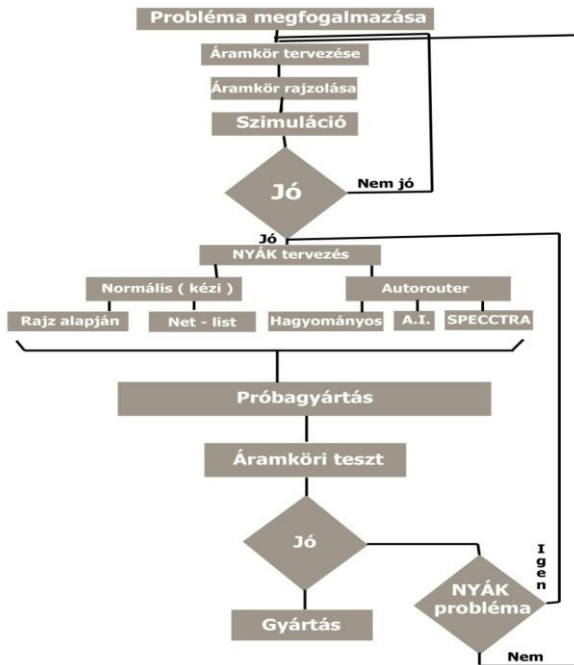 Probléma megfogalmazása
Áramkör tervezése
Áramkör rajzolása
Szimuláció
Jó
Nem jó
Jó
NYÁK tervezés
Normális ( kézi )
Autorouter
Rajz alapján
Net - list
Hagyományos
A.I.
SPECCTRA
Próbagyártás
Áramköri teszt
Jó
Igen
NYÁK
probléma
Gyártás
Nem